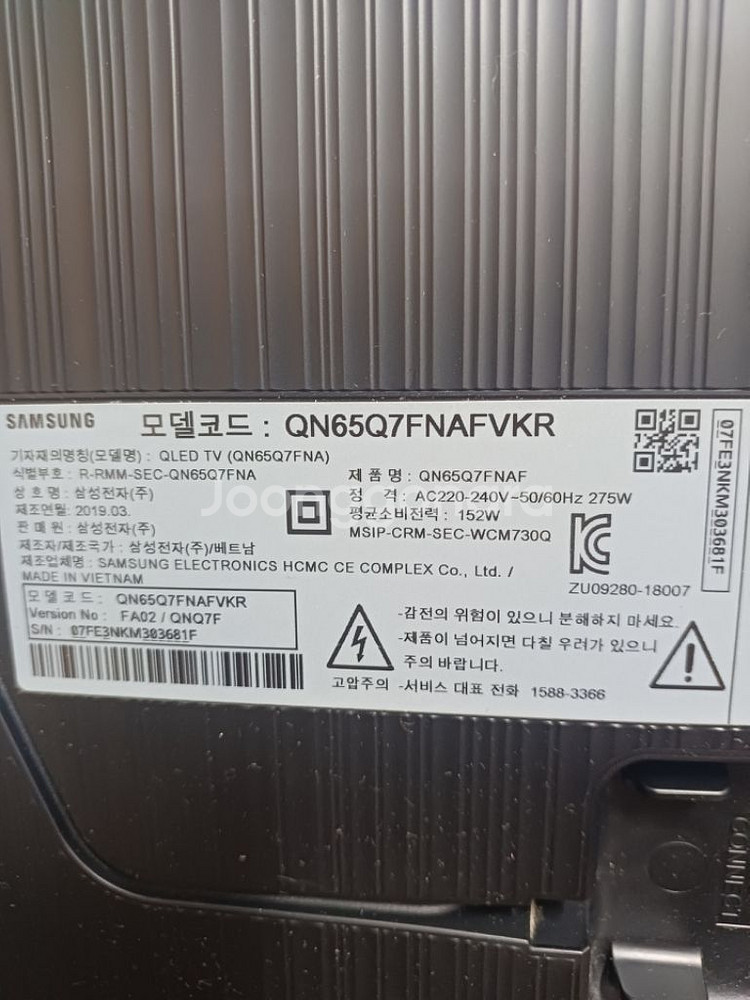 SAMSUNG
모델코드 : QN65Q7FNAFVKR
기자재의명칭(모델명) : QLED TV (QN65Q7FNA)
식별부호 : R-RMM-SEC-QN65Q7FNA
상 호 명 : 삼성전자(주)
제조연월: 2019.03.
판 매 원 : 삼성전자(주)
제조자/제조국가 : 삼성전자(주)/베트남
제조업체명 : SAMSUNG ELECTRONICS HCMC CE COMPLEX Co., Ltd. /
MADE IN VIETNAM
제 품 명 : QN65Q7FNAF
정 격 : AC220-240V~50/60Hz 275W
평균소비전력 : 152W
MSIP-CRM-SEC-WCM730Q
ZU09280-18007
07FE3NKM303681F
모 델 코 드 : QN65Q7FNAFVKR
Version No : FA02 / QNQ7F
S/N : 07FE3NKM303681F
-감전의 위험이 있으니 분해하지 마세요.
-제품이 넘어지면 다칠 우려가 있으니
주의 바랍니다.
고압주의 -서비스 대표 전화 1588-3366
CONNECT
Joongonara